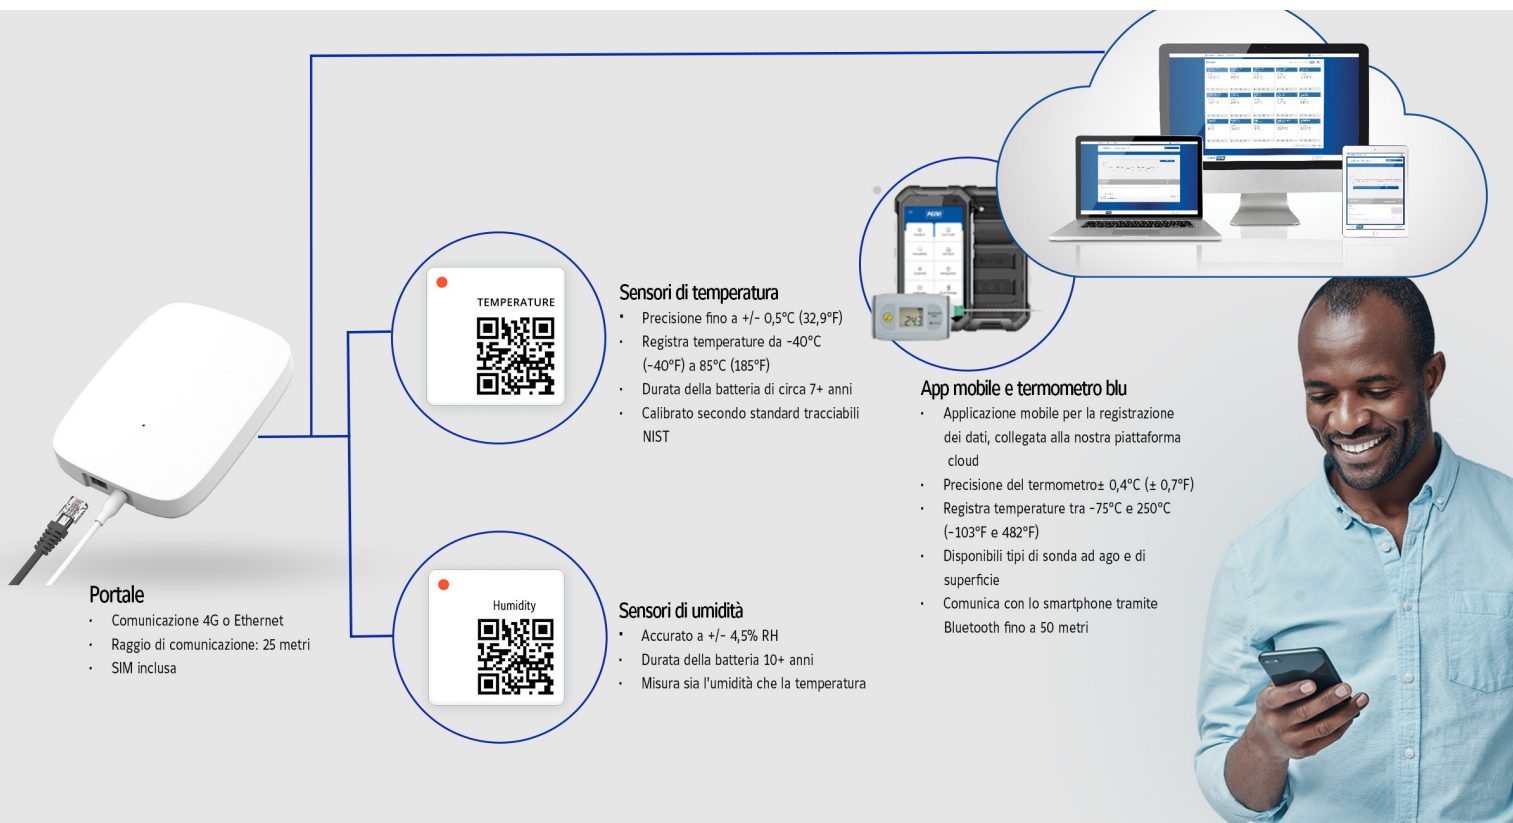 TEMPERATURE
Sensori di temperatura
• Precisione fino a +/- 0,5°C (32,9°F)
• Registra temperature da -40°C
(-40°F) a 85°C (185°F)
• Durata della batteria di circa 7+ anni
• Calibrato secondo standard tracciabili
NIST
PENN
243
App mobile e termometro blu
• Applicazione mobile per la registrazione
dei dati, collegata alla nostra piattaforma
cloud
• Precisione del termometro± 0,4°C (± 0,7°F)
• Registra temperature tra -75°C e 250°C
(-103°F e 482°F)
• Disponibili tipi di sonda ad ago e di
superficie
• Comunica con lo smartphone tramite
Bluetooth fino a 50 metri
Portale
• Comunicazione 4G o Ethernet
• Raggio di comunicazione: 25 metri
• SIM inclusa
Humidity
Sensori di umidità
• Accurato a +/- 4,5% RH
• Durata della batteria 10+ anni
• Misura sia l'umidità che la temperatura